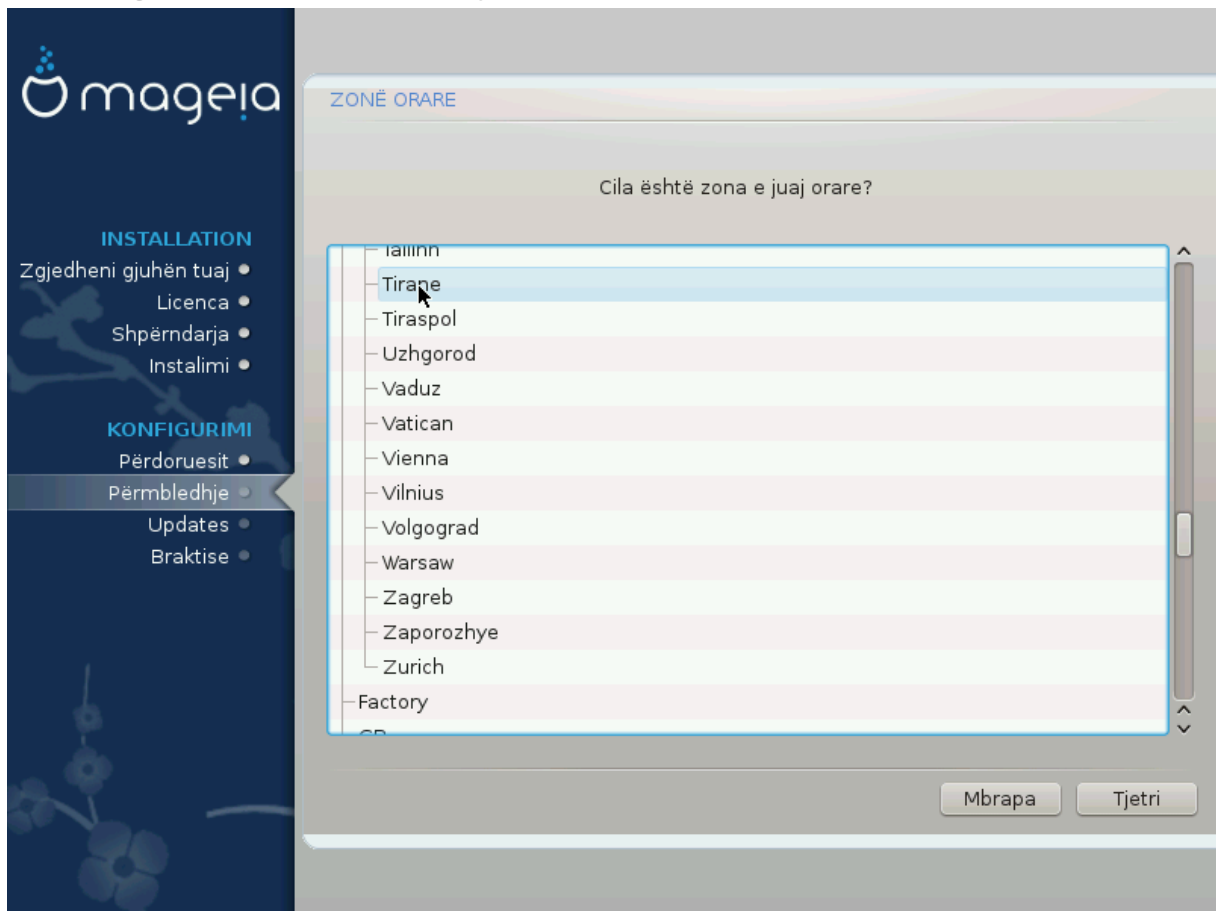 mageia
INSTALLATION
Zgjedheni gjuhën tuaj
Licenca
Shpërndarja
Instalimi
KONFIGURIMI
Përdoruesit
Përmbledhje
Updates
Braktise
ZONË ORARE
Cila është zona e juaj orare?
Tallinn
Tirane
Tiraspol
Uzhgorod
Vaduz
Vatican
Vienna
Vilnius
Volgograd
Warsaw
Zagreb
Zaporozhye
Zurich
Factory
Mbrapa
Tjetri